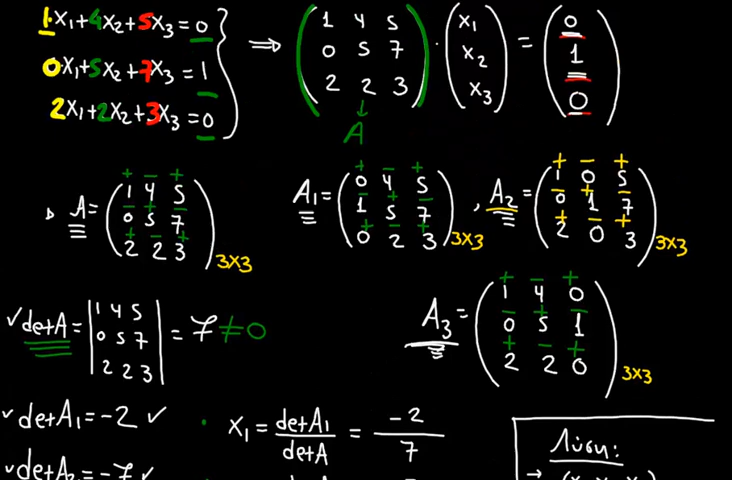 1·x₁+4x₂+5x₃=0
0x₁+5x₂+7x₃=1
2x₁+2x₂+3x₃=0
⟹
1 4 5
0 5 7
2 2 3
A
·
x₁
x₂
x₃
=
0
1
0
A=
+ − +
1 4 5
− + −
0 5 7
+ − +
2 2 3
3x3
A₁=
+ − +
0 4 5
− + −
1 5 7
+ − +
0 2 3
3x3
, A₂=
+ − +
1 0 5
− + −
0 1 7
+ − +
2 0 3
3x3
✓detA=
1 4 5
0 5 7
2 2 3
= 7≠0
A₃=
+ − +
1 4 0
− + −
0 5 1
+ − +
2 2 0
3x3
✓detA₁=-2✓
· x₁ = detA₁/detA = -2/7
✓detA₂=-7✓
Λύση: